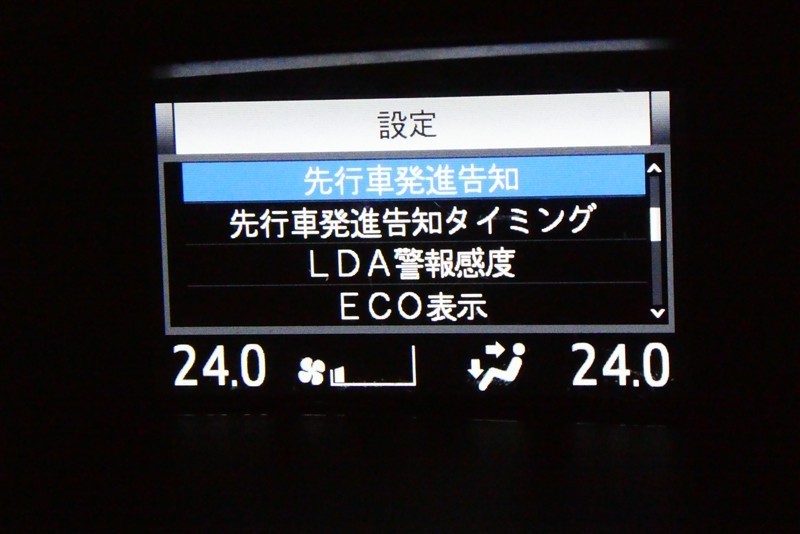 設定
先行車発進告知
先行車発進告知タイミング
ＬＤＡ警報感度
ＥＣＯ表示
24.0 24.0